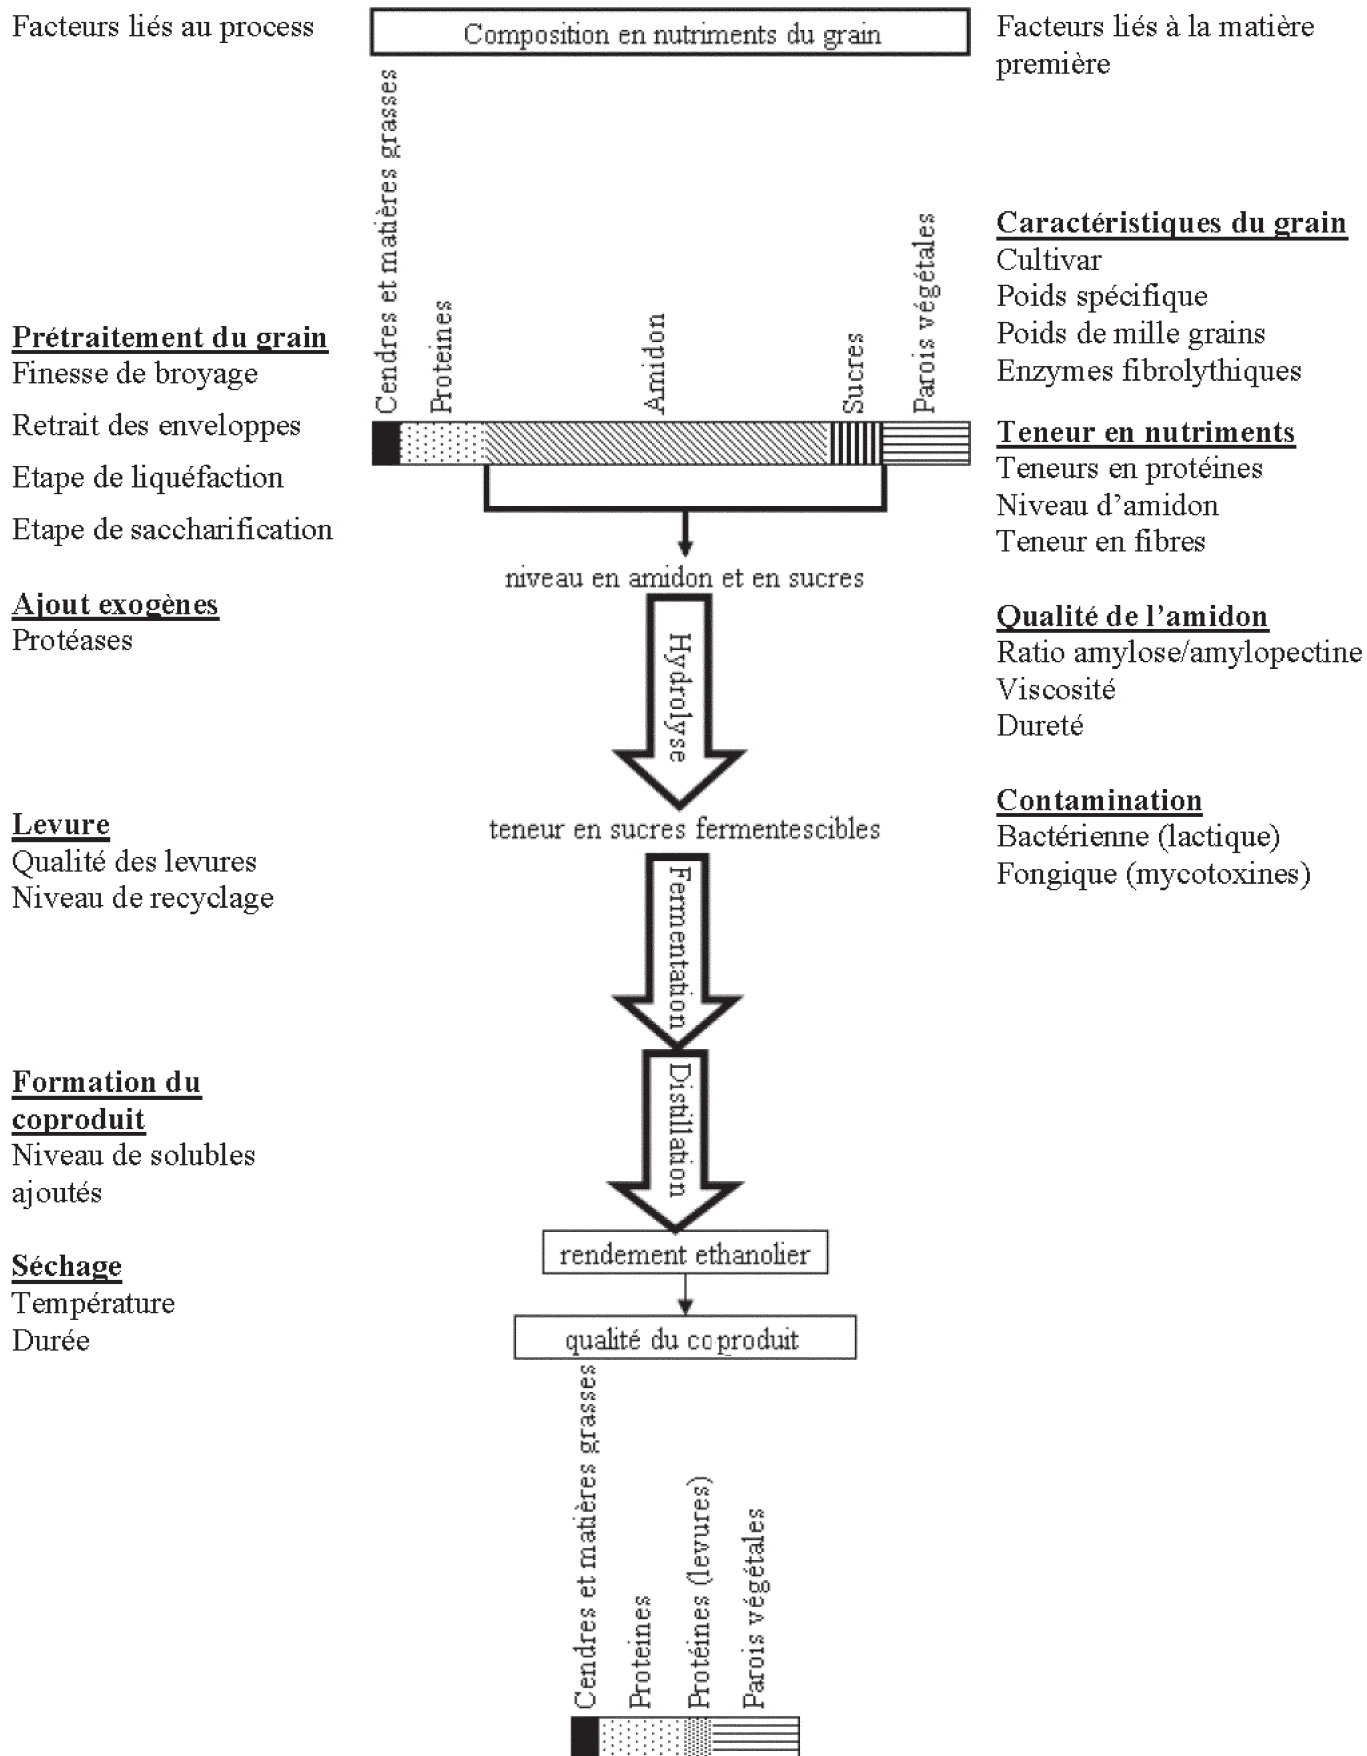 Facteurs liés au process
Composition en nutriments du grain
Facteurs liés à la matière
première
Cendres et matières grasses
Proteines
Amidon
Sucres
Parois végétales
Prétraitement du grain
Finesse de broyage
Retrait des enveloppes
Etape de liquéfaction
Etape de saccharification
Ajout exogènes
Protéases
Levure
Qualité des levures
Niveau de recyclage
Formation du
coproduit
Niveau de solubles
ajoutés
Séchage
Température
Durée
Caractéristiques du grain
Cultivar
Poids spécifique
Poids de mille grains
Enzymes fibrolythiques
Teneur en nutriments
Teneurs en protéines
Niveau d’amidon
Teneur en fibres
Qualité de l’amidon
Ratio amylose/amylopectine
Viscosité
Dureté
Contamination
Bactérienne (lactique)
Fongique (mycotoxines)
niveau en amidon et en sucres
Hydrolyse
teneur en sucres fermentescibles
Fermentation
Distillation
rendement ethanolier
qualité du coproduit
Cendres et matières grasses
Proteines
Protéines (levures)
Parois végétales